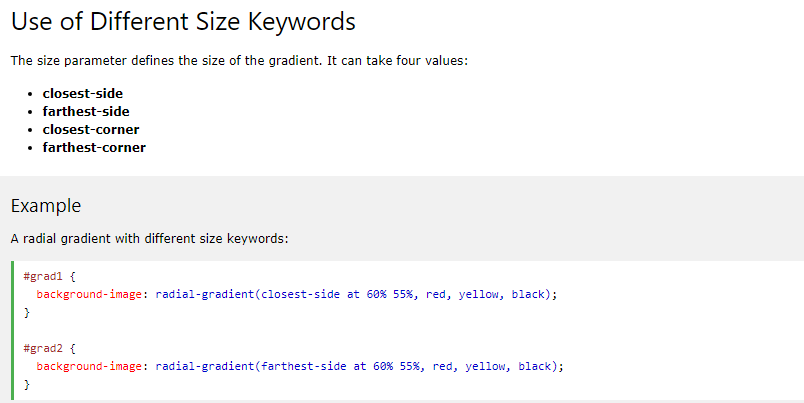 Use of Different Size Keywords
The size parameter defines the size of the gradient. It can take four values:
• closest-side
• farthest-side
• closest-corner
• farthest-corner
Example
A radial gradient with different size keywords:
#grad1 {
  background-image: radial-gradient(closest-side at 60% 55%, red, yellow, black);
}
#grad2 {
  background-image: radial-gradient(farthest-side at 60% 55%, red, yellow, black);
}